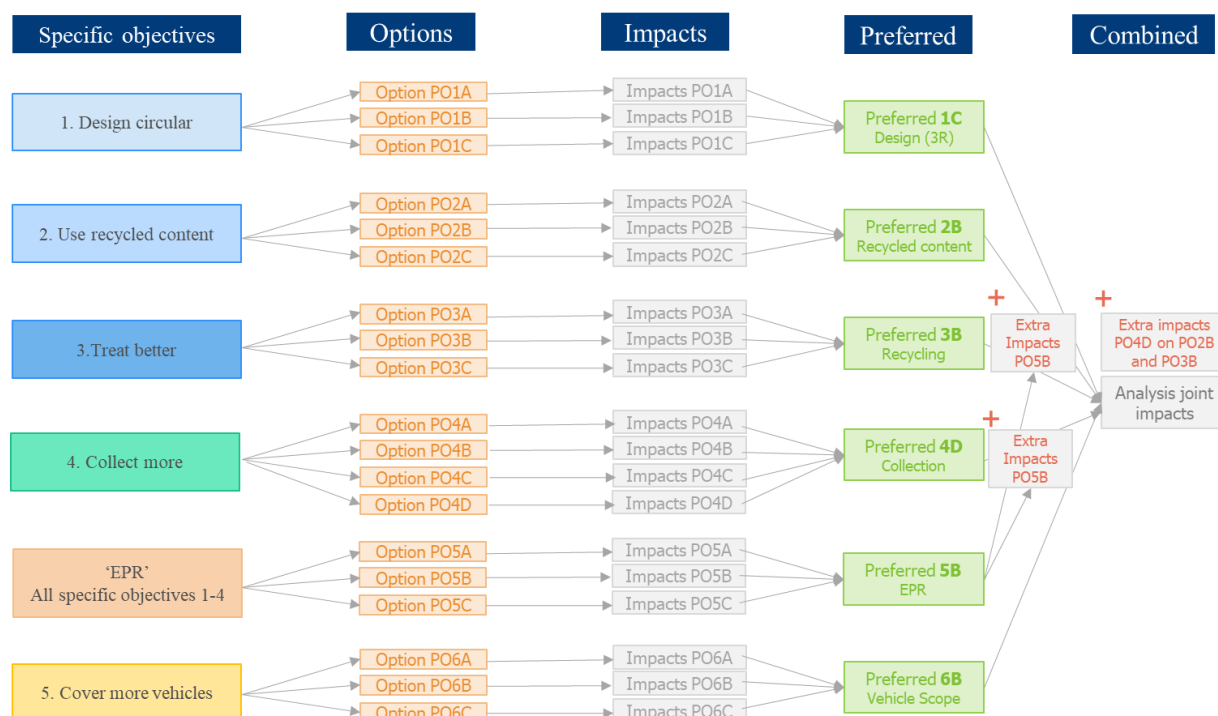 Specific objectives
Options
Impacts
Preferred
Combined
1. Design circular
Option PO1A
Option PO1B
Option PO1C
Impacts PO1A
Impacts PO1B
Impacts PO1C
Preferred 1C
Design (3R)
2. Use recycled content
Option PO2A
Option PO2B
Option PO2C
Impacts PO2A
Impacts PO2B
Impacts PO2C
Preferred 2B
Recycled content
3.Treat better
Option PO3A
Option PO3B
Option PO3C
Impacts PO3A
Impacts PO3B
Impacts PO3C
Preferred 3B
Recycling
+
Extra
Impacts
PO5B
+
Extra impacts
PO4D on PO2B
and PO3B
Analysis joint
impacts
4. Collect more
Option PO4A
Option PO4B
Option PO4C
Option PO4D
Impacts PO4A
Impacts PO4B
Impacts PO4C
Impacts PO4D
Preferred 4D
Collection
+
Extra
Impacts
PO5B
‘EPR’
All specific objectives 1-4
Option PO5A
Option PO5B
Option PO5C
Impacts PO5A
Impacts PO5B
Impacts PO5C
Preferred 5B
EPR
5. Cover more vehicles
Option PO6A
Option PO6B
Option PO6C
Impacts PO6A
Impacts PO6B
Impacts PO6C
Preferred 6B
Vehicle Scope